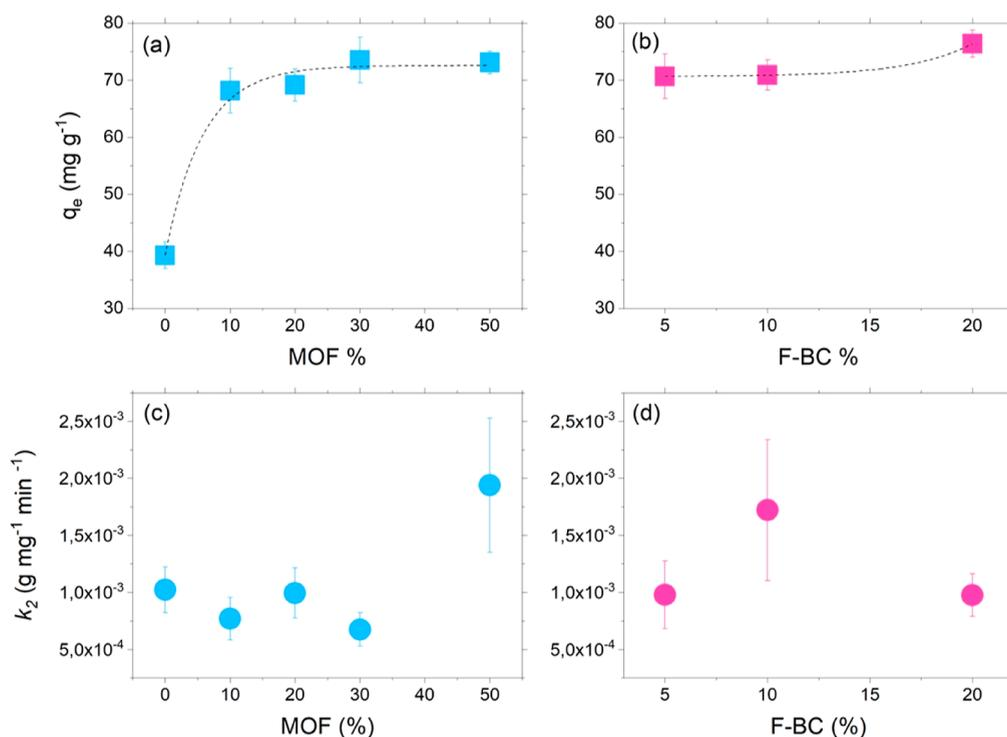 (a)
80
70
60
50
40
30
qₑ (mg g⁻¹)
0 10 20 30 40 50
MOF %
(b)
80
70
60
50
40
30
5 10 15 20
F-BC %
(c)
2,5x10⁻³
2,0x10⁻³
1,5x10⁻³
1,0x10⁻³
5,0x10⁻⁴
k₂ (g mg⁻¹ min ⁻¹)
0 10 20 30 40 50
MOF (%)
(d)
2,5x10⁻³
2,0x10⁻³
1,5x10⁻³
1,0x10⁻³
5,0x10⁻⁴
5 10 15 20
F-BC (%)